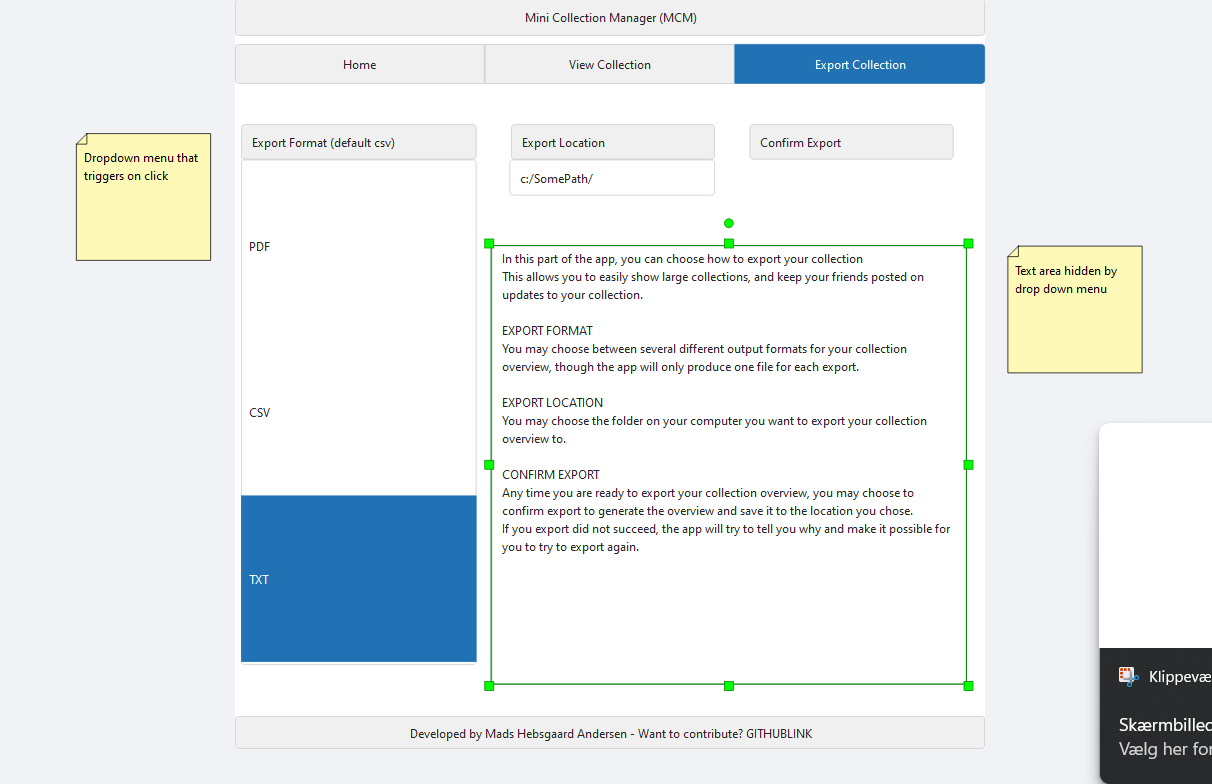 Mini Collection Manager (MCM)
Home
View Collection
Export Collection
Export Format (default csv)
Export Location
Confirm Export
c:/SomePath/
Dropdown menu that
triggers on click
PDF
CSV
TXT
In this part of the app, you can choose how to export your collection
This allows you to easily show large collections, and keep your friends posted on
updates to your collection.
EXPORT FORMAT
You may choose between several different output formats for your collection
overview, though the app will only produce one file for each export.
EXPORT LOCATION
You may choose the folder on your computer you want to export your collection
overview to.
CONFIRM EXPORT
Any time you are ready to export your collection overview, you may choose to
confirm export to generate the overview and save it to the location you chose.
If you export did not succeed, the app will try to tell you why and make it possible for
you to try to export again.
Text area hidden by
drop down menu
Developed by Mads Hebsgaard Andersen - Want to contribute? GITHUBLINK
Klippevæ
Skærmbilled
Vælg her for